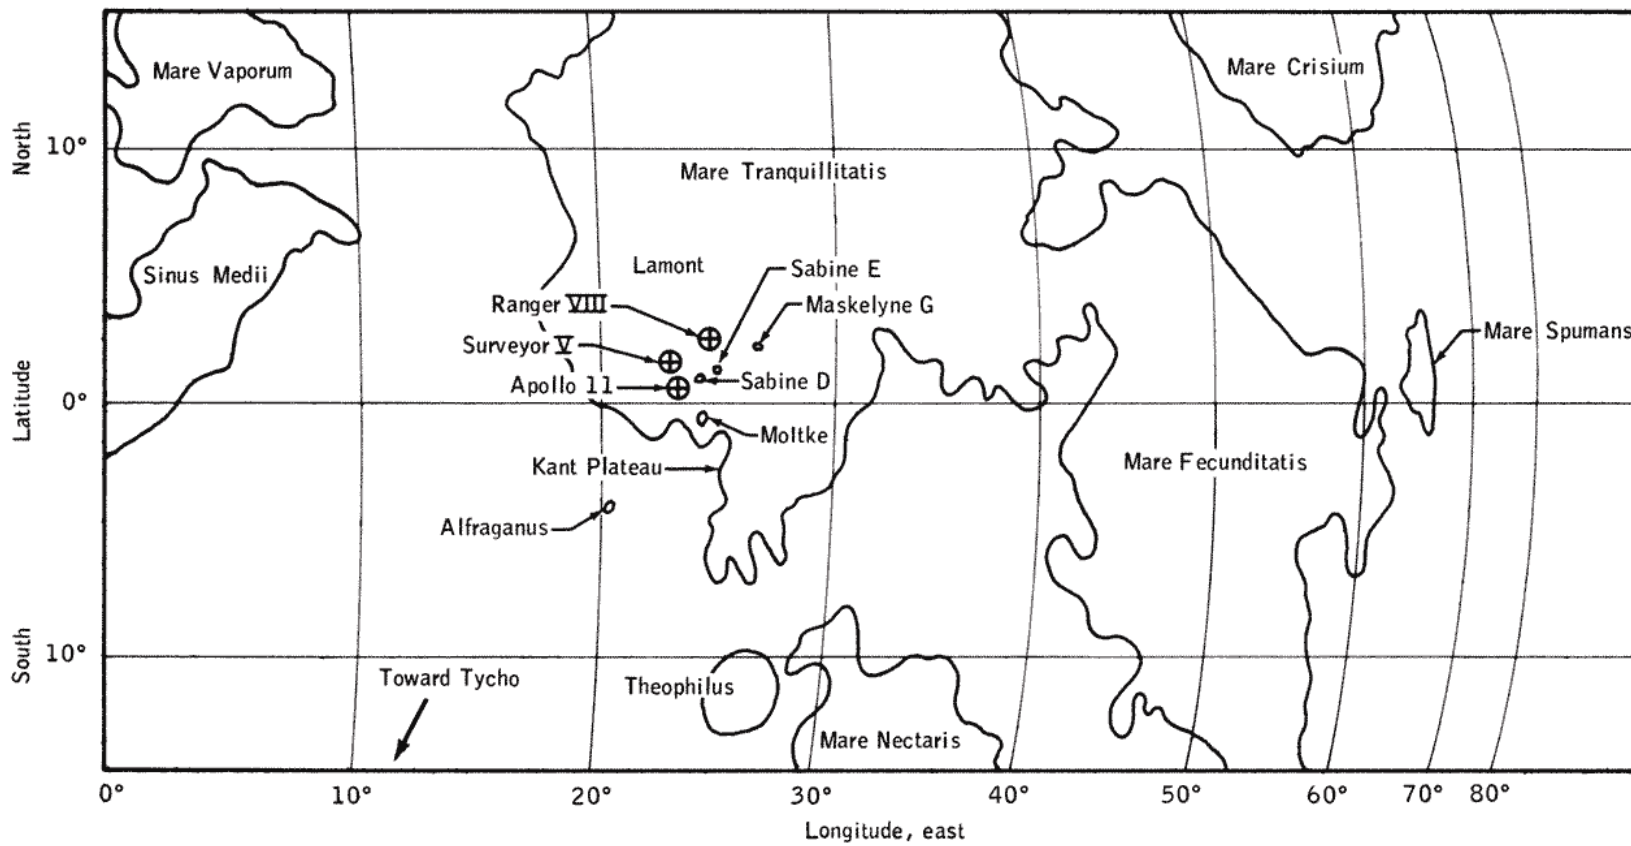 North
10°
Latitude
0°
South
10°
Mare Vaporum
Mare Crisium
Mare Tranquillitatis
Sinus Medii
Lamont
Sabine E
Ranger VIII
Maskelyne G
Surveyor V
Mare Spumans
Apollo 11
Sabine D
Moltke
Kant Plateau
Mare Fecunditatis
Alfraganus
Toward Tycho
Theophilus
Mare Nectaris
0° 10° 20° 30° 40° 50° 60° 70° 80°
Longitude, east